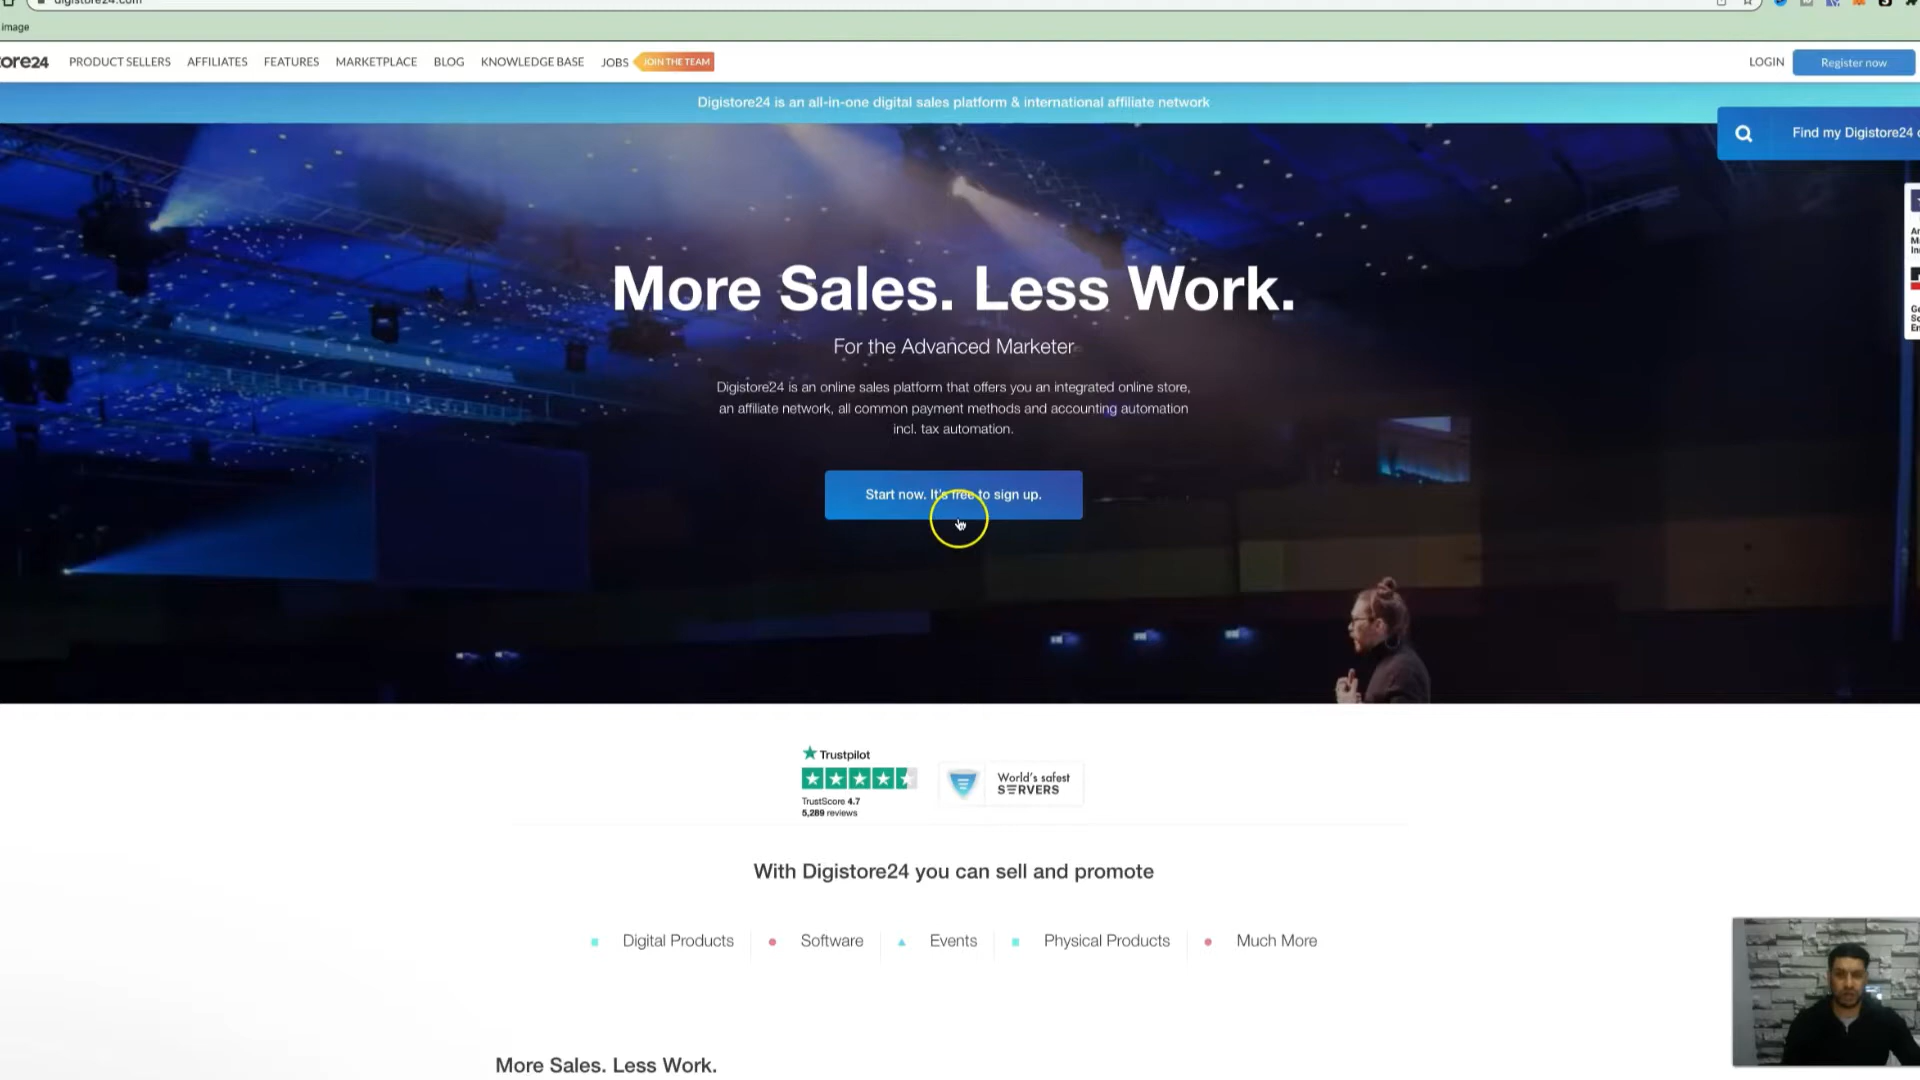 digistore24.com
image
ore24 PRODUCT SELLERS AFFILIATES FEATURES MARKETPLACE BLOG KNOWLEDGE BASE JOBS JOIN THE TEAM LOGIN Register now
Digistore24 is an all-in-one digital sales platform & international affiliate network
Find my Digistore24
More Sales. Less Work.
For the Advanced Marketer
Digistore24 is an online sales platform that offers you an integrated online store,
an affiliate network, all common payment methods and accounting automation
incl. tax automation.
Start now. It's free to sign up.
Trustpilot
TrustScore 4.7
5,289 reviews
World's safest
SERVERS
With Digistore24 you can sell and promote
Digital Products Software Events Physical Products Much More
More Sales. Less Work.